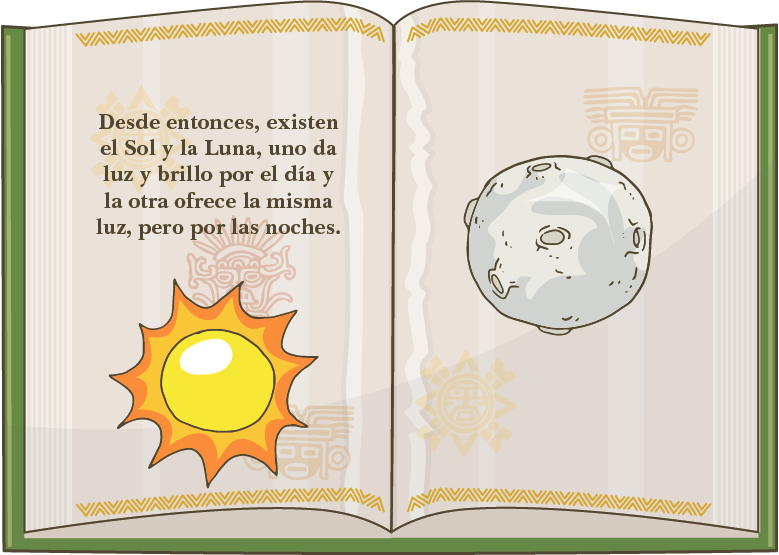 Desde entonces, existen
el Sol y la Luna, uno da
luz y brillo por el día y
la otra ofrece la misma
luz, pero por las noches.